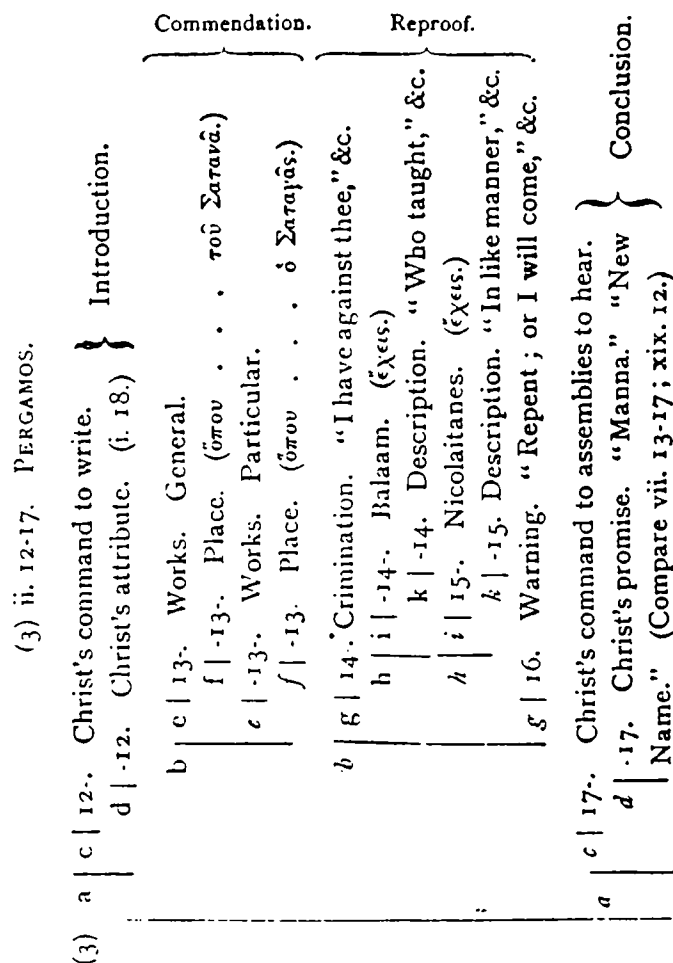 (3) ii. 12-17. PERGAMOS.
(3) a | c | 12-. Christ's command to write.
d | -12. Christ's attribute. (i. 18.)
} Introduction.
b | e | 13-. Works. General.
f | -13-. Place. (ὅπου . . . τοῦ Σατανᾶ.)
e | -13-. Works. Particular.
f | -13. Place. (ὅπου . . . ὁ Σατανᾶς.)
} Commendation.
b | g | 14-. Crimination. "I have against thee," &c.
h | i | -14-. Balaam. (ἔχεις.)
k | -14. Description. "Who taught," &c.
h | i | 15-. Nicolaitanes. (ἔχεις.)
k | -15. Description. "In like manner," &c.
g | 16. Warning. "Repent; or I will come," &c.
} Reproof.
a | c | 17-. Christ's command to assemblies to hear.
d | -17. Christ's promise. "Manna." "New
Name." (Compare vii. 13-17; xix. 12.)
} Conclusion.